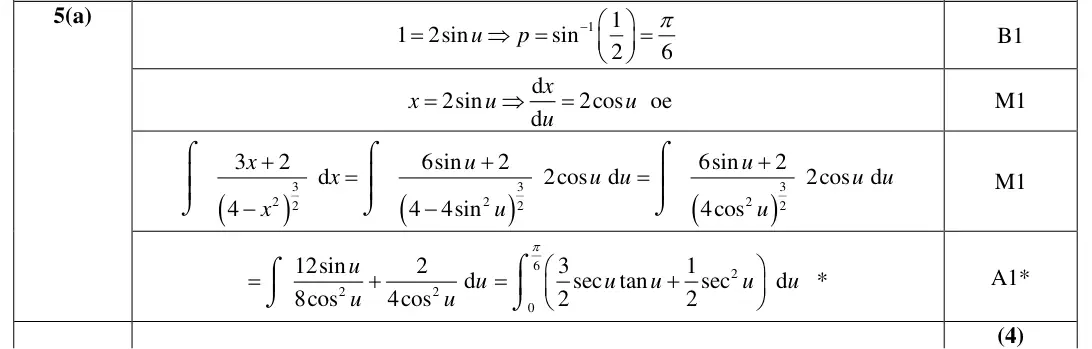 5(a)
1 = 2sin u ⇒ p = sin⁻¹(1/2) = π/6 B1
x = 2sin u ⇒ dx/du = 2cos u oe M1
∫ (3x + 2)/(4 − x²)^(3/2) dx = ∫ (6sin u + 2)/(4 − 4sin² u)^(3/2) 2cos u du = ∫ (6sin u + 2)/(4cos² u)^(3/2) 2cos u du M1
= ∫ 12sin u/8cos² u + 2/4cos² u du = ∫₀^(π/6) (3/2 sec u tan u + 1/2 sec² u) du * A1*
(4)